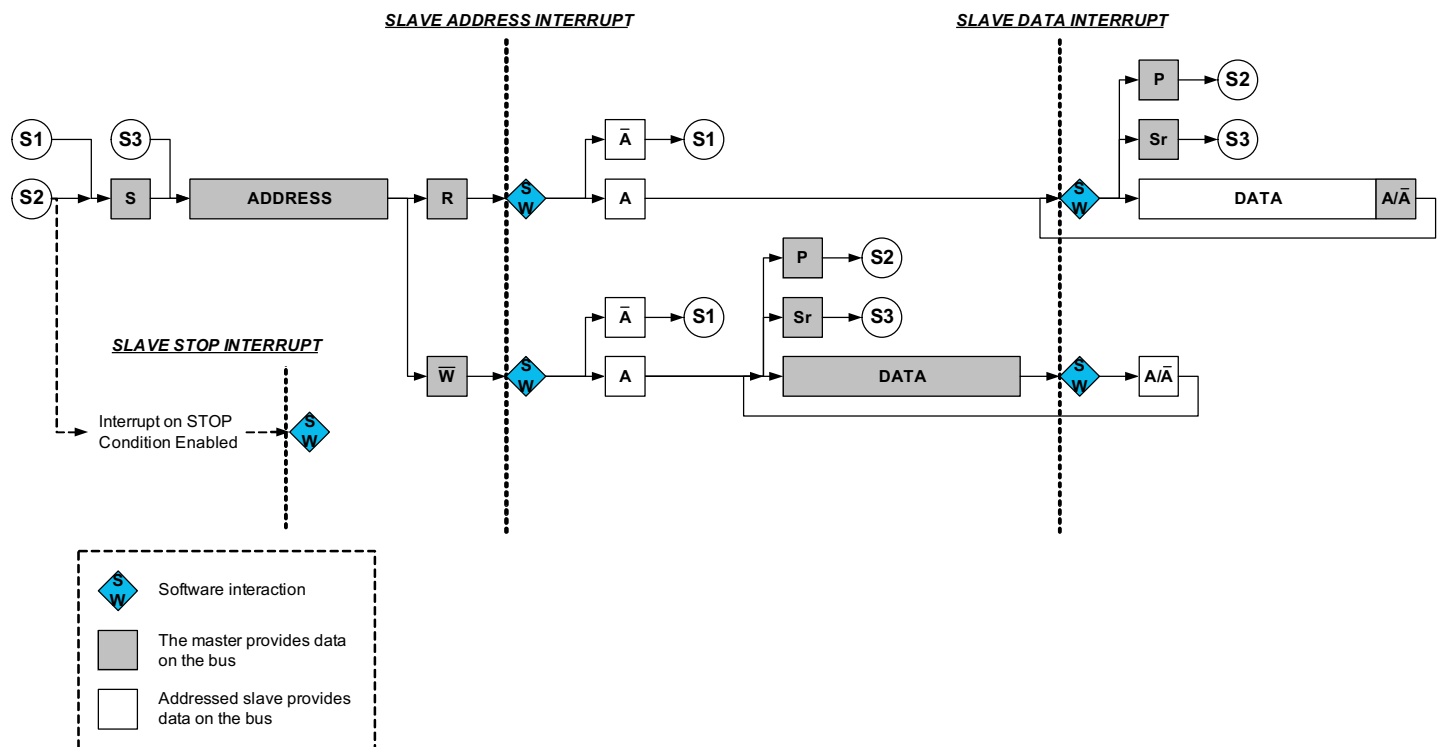 SLAVE ADDRESS INTERRUPT
SLAVE DATA INTERRUPT
P
S2
S1
S3
A̅
S1
Sr
S3
S2
S
ADDRESS
R
S
W
A
S
W
DATA
A/A̅
P
S2
A̅
S1
Sr
S3
SLAVE STOP INTERRUPT
W̅
S
W
A
DATA
S
W
A/A̅
Interrupt on STOP
Condition Enabled
S
W
S
W
Software interaction
The master provides data
on the bus
Addressed slave provides
data on the bus